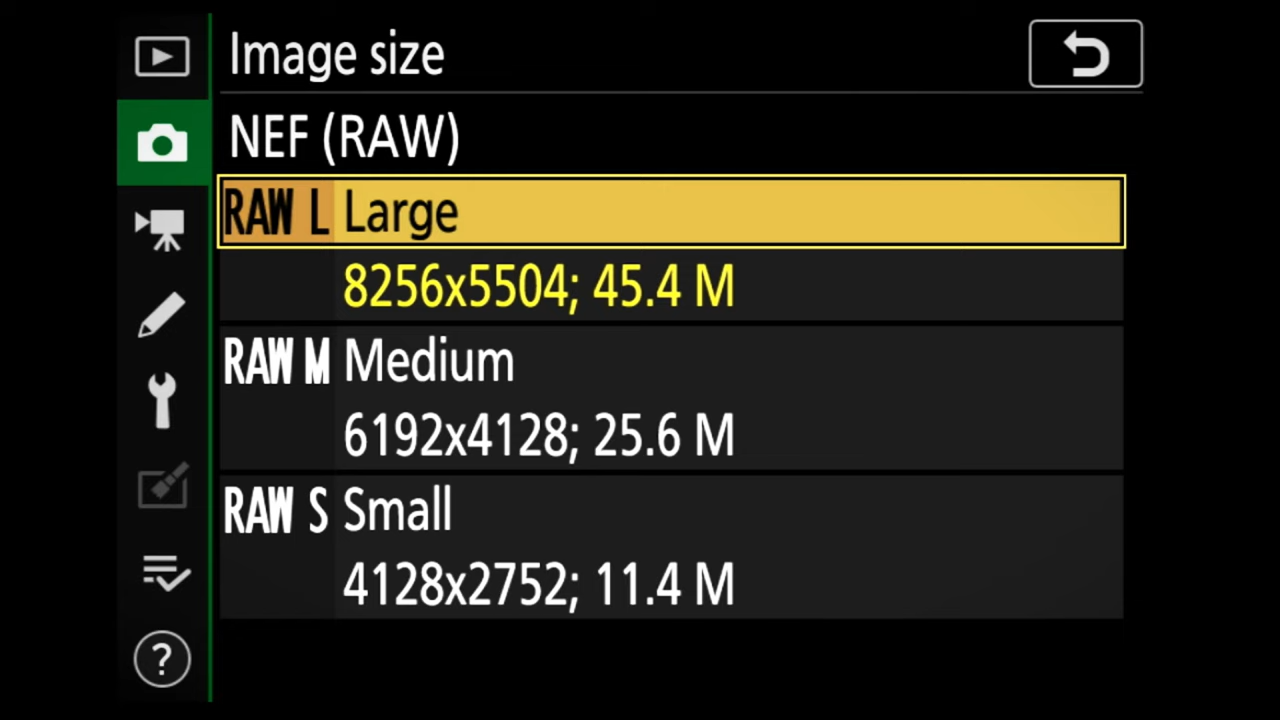 Image size
NEF (RAW)
RAW L Large
8256x5504; 45.4 M
RAW M Medium
6192x4128; 25.6 M
RAW S Small
4128x2752; 11.4 M
?